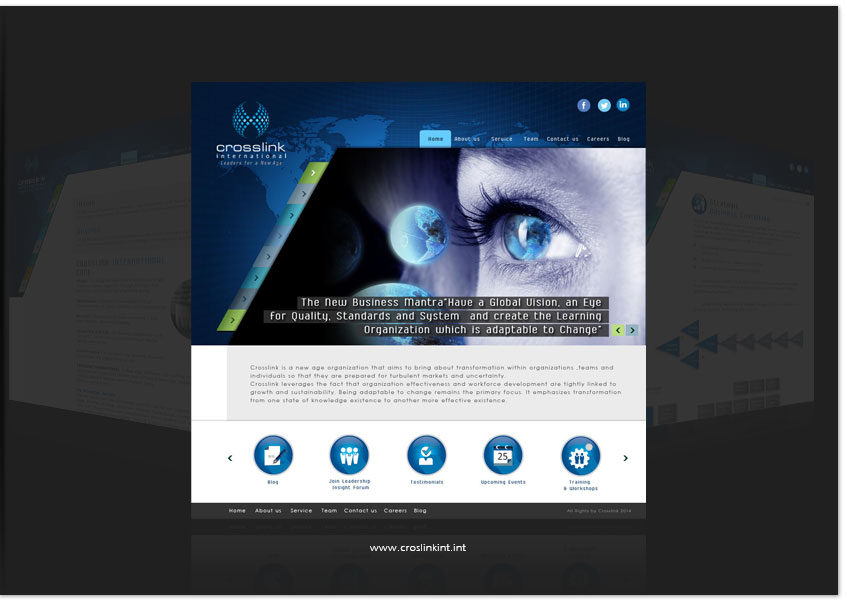 crosslink
international
Leaders for a New Age
Home About us Service Team Contact us Careers Blog
The New Business Mantra"Have a Global Vision, an Eye
for Quality, Standards and System and create the Learning
Organization which is adaptable to Change"
Crosslink is a new age organization that aims to bring about transformation within organizations ,teams and
individuals so that they are prepared for turbulent markets and uncertainty.
Crosslink leverages the fact that organization effectiveness and workforce development are tightly linked to
growth and sustainability. Being adaptable to change remains the primary focus. It emphasizes transformation
from one state of knowledge existence to another more effective existence.
25
Blog
Join Leadership
Insight Forum
Testimonials
Upcoming Events
Training
& Workshops
Home About us Service Team Contact us Careers Blog
All Rights by Crosslink 2014
www.croslinkint.int